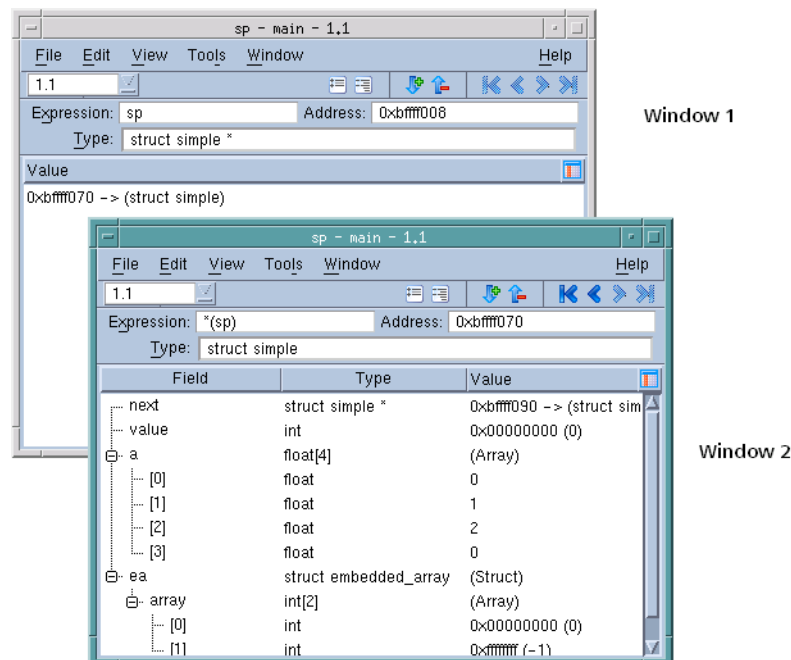 sp - main - 1.1
File Edit View Tools Window Help
1.1
Expression: sp Address: 0xbffff008
Type: struct simple *
Value
0xbffff070 -> (struct simple)
Window 1
sp - main - 1.1
File Edit View Tools Window Help
1.1
Expression: *(sp) Address: 0xbffff070
Type: struct simple
Field Type Value
next struct simple * 0xbffff090 -> (struct sim
value int 0x00000000 (0)
a float[4] (Array)
[0] float 0
[1] float 1
[2] float 2
[3] float 0
ea struct embedded_array (Struct)
array int[2] (Array)
[0] int 0x00000000 (0)
[1] int 0xffffffff (-1)
Window 2